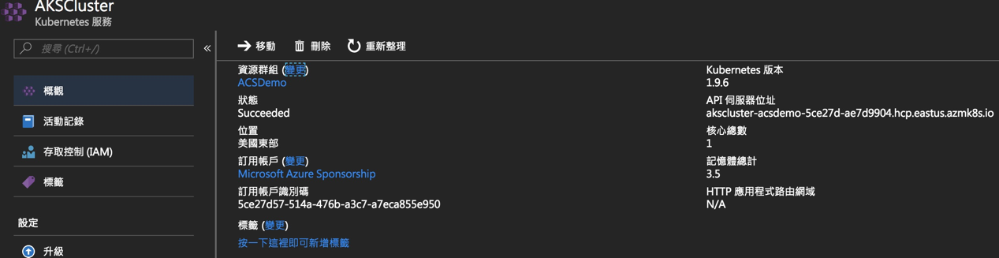 AKSCluster
Kubernetes 服務
搜尋 (Ctrl+/)
«
概觀
活動記錄
存取控制 (IAM)
標籤
設定
升級
移動 刪除 重新整理
資源群組 (變更)
ACSDemo
狀態
Succeeded
位置
美國東部
訂用帳戶 (變更)
Microsoft Azure Sponsorship
訂用帳戶識別碼
5ce27d57-514a-476b-a3c7-a7eca855e950
標籤 (變更)
按一下這裡即可新增標籤
Kubernetes 版本
1.9.6
API 伺服器位址
akscluster-acsdemo-5ce27d-ae7d9904.hcp.eastus.azmk8s.io
核心總數
1
記憶體總計
3.5
HTTP 應用程式路由網域
N/A